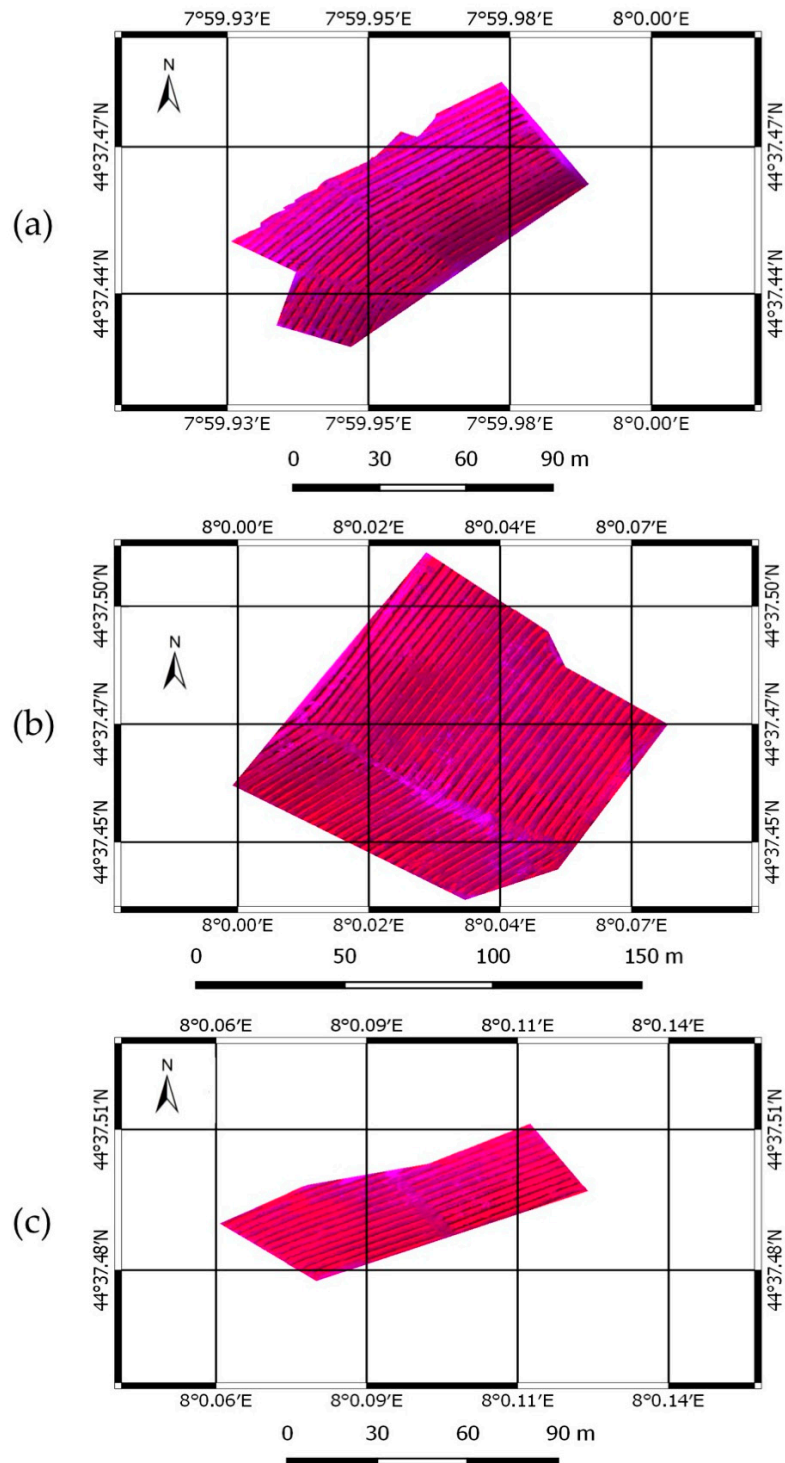 7°59.93′E 7°59.95′E 7°59.98′E 8°0.00′E
N
44°37.47′N 44°37.47′N
(a)
44°37.44′N 44°37.44′N
7°59.93′E 7°59.95′E 7°59.98′E 8°0.00′E
0 30 60 90 m
8°0.00′E 8°0.02′E 8°0.04′E 8°0.07′E
44°37.50′N 44°37.50′N
N
(b)
44°37.47′N 44°37.47′N
44°37.45′N 44°37.45′N
8°0.00′E 8°0.02′E 8°0.04′E 8°0.07′E
0 50 100 150 m
8°0.06′E 8°0.09′E 8°0.11′E 8°0.14′E
N
44°37.51′N 44°37.51′N
(c)
44°37.48′N 44°37.48′N
8°0.06′E 8°0.09′E 8°0.11′E 8°0.14′E
0 30 60 90 m